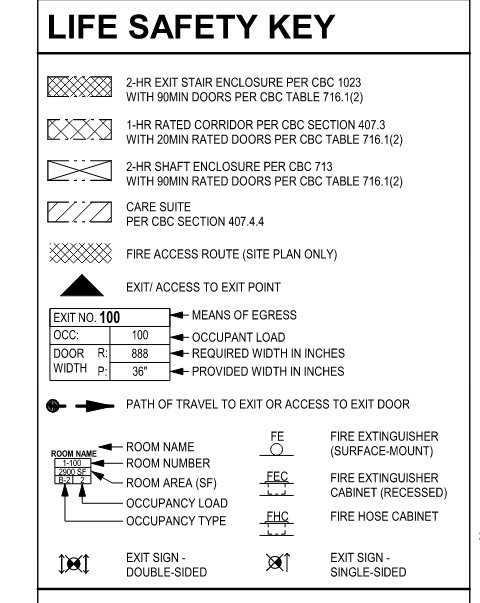 LIFE SAFETY KEY
2-HR EXIT STAIR ENCLOSURE PER CBC 1023
WITH 90MIN DOORS PER CBC TABLE 716.1(2)
1-HR RATED CORRIDOR PER CBC SECTION 407.3
WITH 20MIN RATED DOORS PER CBC TABLE 716.1(2)
2-HR SHAFT ENCLOSURE PER CBC 713
WITH 90MIN RATED DOORS PER CBC TABLE 716.1(2)
CARE SUITE
PER CBC SECTION 407.4.4
FIRE ACCESS ROUTE (SITE PLAN ONLY)
EXIT/ ACCESS TO EXIT POINT
EXIT NO. 100 MEANS OF EGRESS
OCC: 100 OCCUPANT LOAD
DOOR R: 888 REQUIRED WIDTH IN INCHES
WIDTH P: 36" PROVIDED WIDTH IN INCHES
PATH OF TRAVEL TO EXIT OR ACCESS TO EXIT DOOR
ROOM NAME
1-100
2900 SF
B-2 2
ROOM NAME
ROOM NUMBER
ROOM AREA (SF)
OCCUPANCY LOAD
OCCUPANCY TYPE
FE
FIRE EXTINGUISHER
(SURFACE-MOUNT)
FEC
FIRE EXTINGUISHER
CABINET (RECESSED)
FHC
FIRE HOSE CABINET
EXIT SIGN -
DOUBLE-SIDED
EXIT SIGN -
SINGLE-SIDED